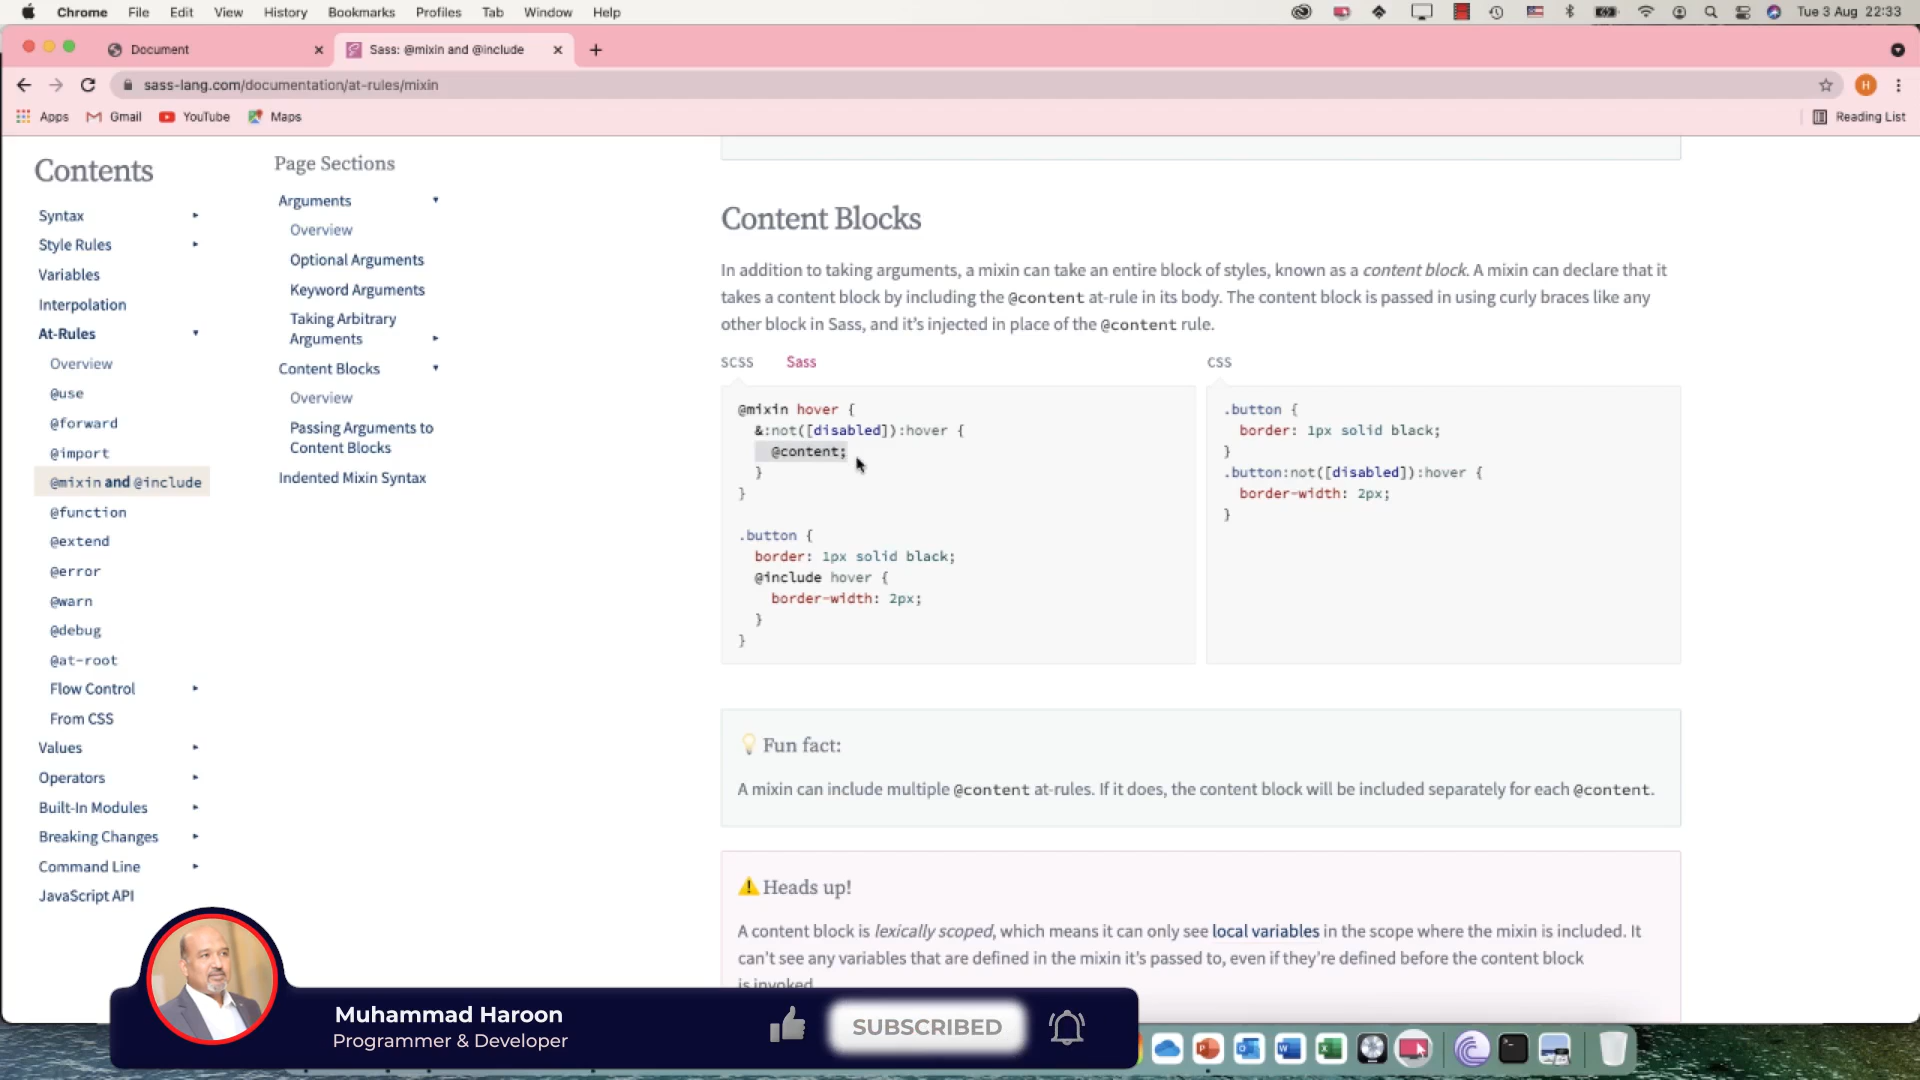 Chrome File Edit View History Bookmarks Profiles Tab Window Help
Tue 3 Aug 22:33
Document
Sass: @mixin and @include
sass-lang.com/documentation/at-rules/mixin
H
Apps Gmail YouTube Maps
Reading List
Contents
Syntax
Style Rules
Variables
Interpolation
At-Rules
Overview
@use
@forward
@import
@mixin and @include
@function
@extend
@error
@warn
@debug
@at-root
Flow Control
From CSS
Values
Operators
Built-In Modules
Breaking Changes
Command Line
JavaScript API
Page Sections
Arguments
Overview
Optional Arguments
Keyword Arguments
Taking Arbitrary
Arguments
Content Blocks
Overview
Passing Arguments to
Content Blocks
Indented Mixin Syntax
Content Blocks
In addition to taking arguments, a mixin can take an entire block of styles, known as a content block. A mixin can declare that it
takes a content block by including the @content at-rule in its body. The content block is passed in using curly braces like any
other block in Sass, and it’s injected in place of the @content rule.
SCSS Sass
@mixin hover {
&:not([disabled]):hover {
@content;
}
}
.button {
border: 1px solid black;
@include hover {
border-width: 2px;
}
}
CSS
.button {
border: 1px solid black;
}
.button:not([disabled]):hover {
border-width: 2px;
}
Fun fact:
A mixin can include multiple @content at-rules. If it does, the content block will be included separately for each @content.
Heads up!
A content block is lexically scoped, which means it can only see local variables in the scope where the mixin is included. It
can’t see any variables that are defined in the mixin it’s passed to, even if they’re defined before the content block
is invoked
Muhammad Haroon
Programmer & Developer
SUBSCRIBED